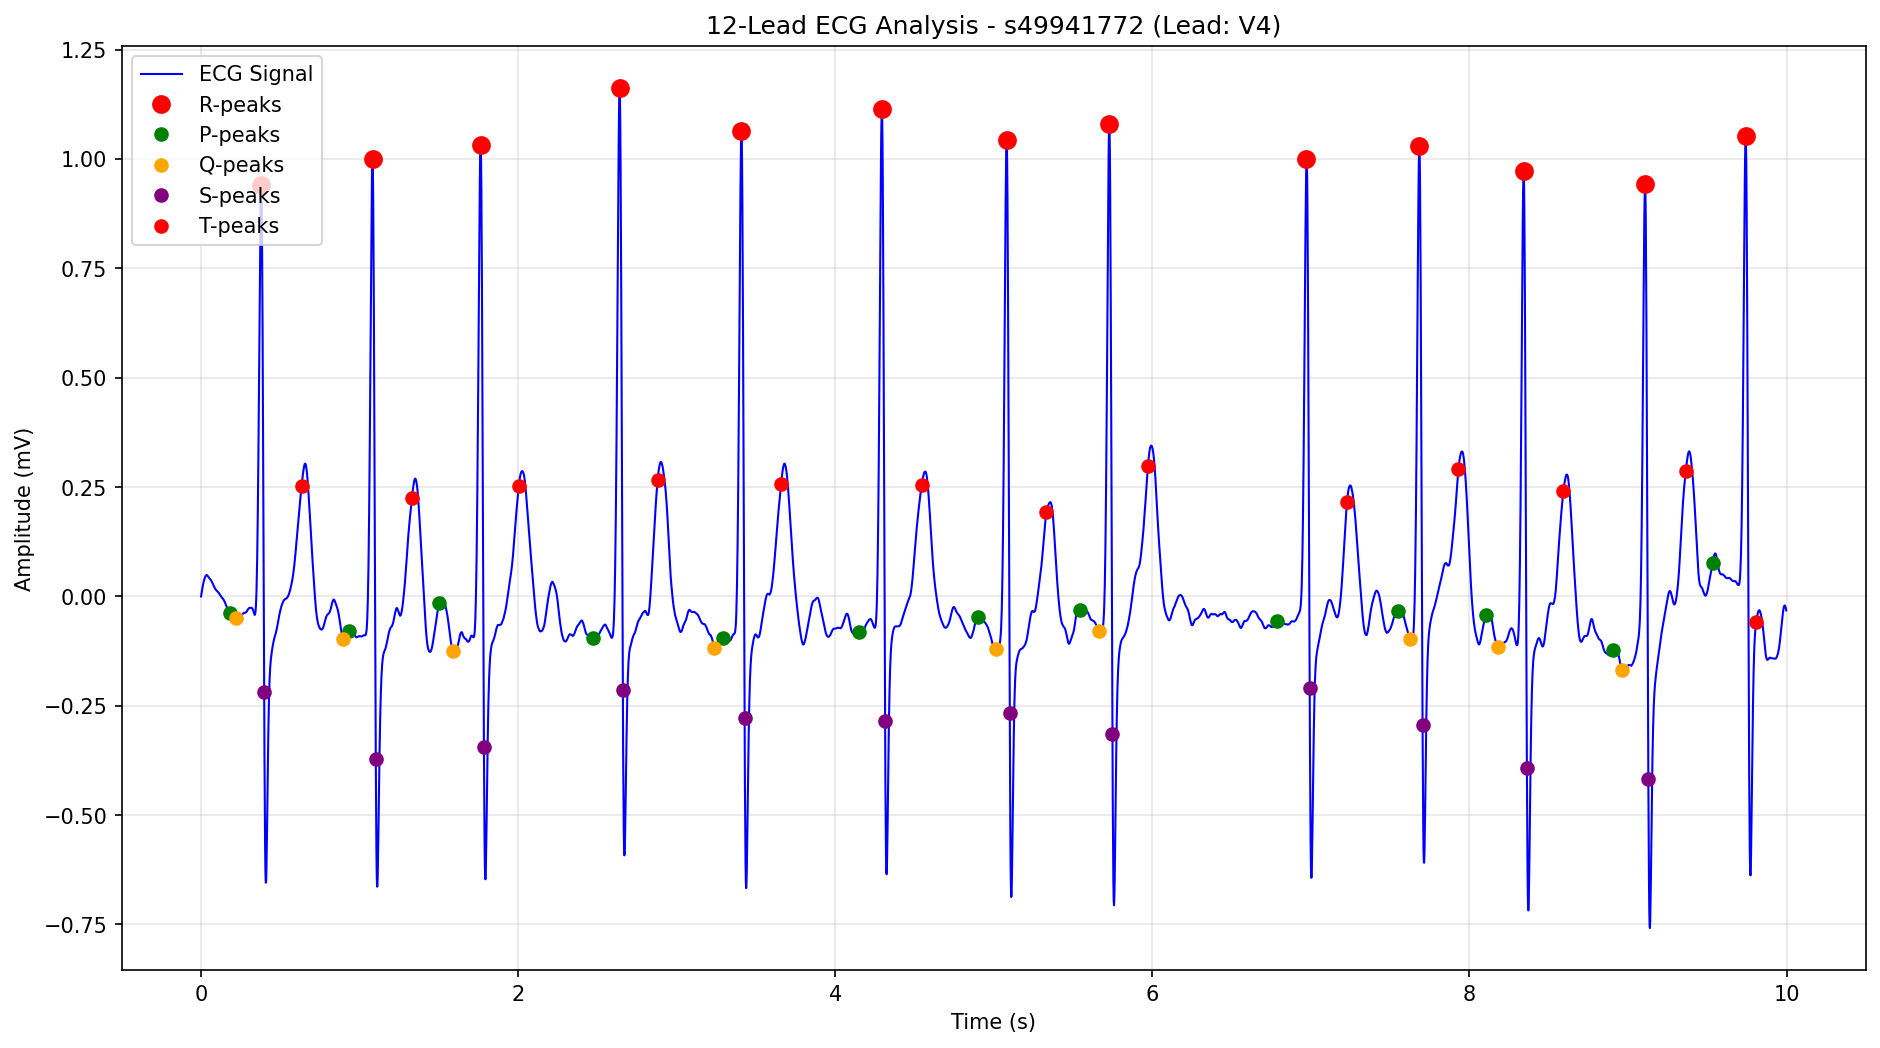 12-Lead ECG Analysis - s49941772 (Lead: V4)
ECG Signal
R-peaks
P-peaks
Q-peaks
S-peaks
T-peaks
Amplitude (mV)
1.25
1.00
0.75
0.50
0.25
0.00
−0.25
−0.50
−0.75
0 2 4 6 8 10
Time (s)